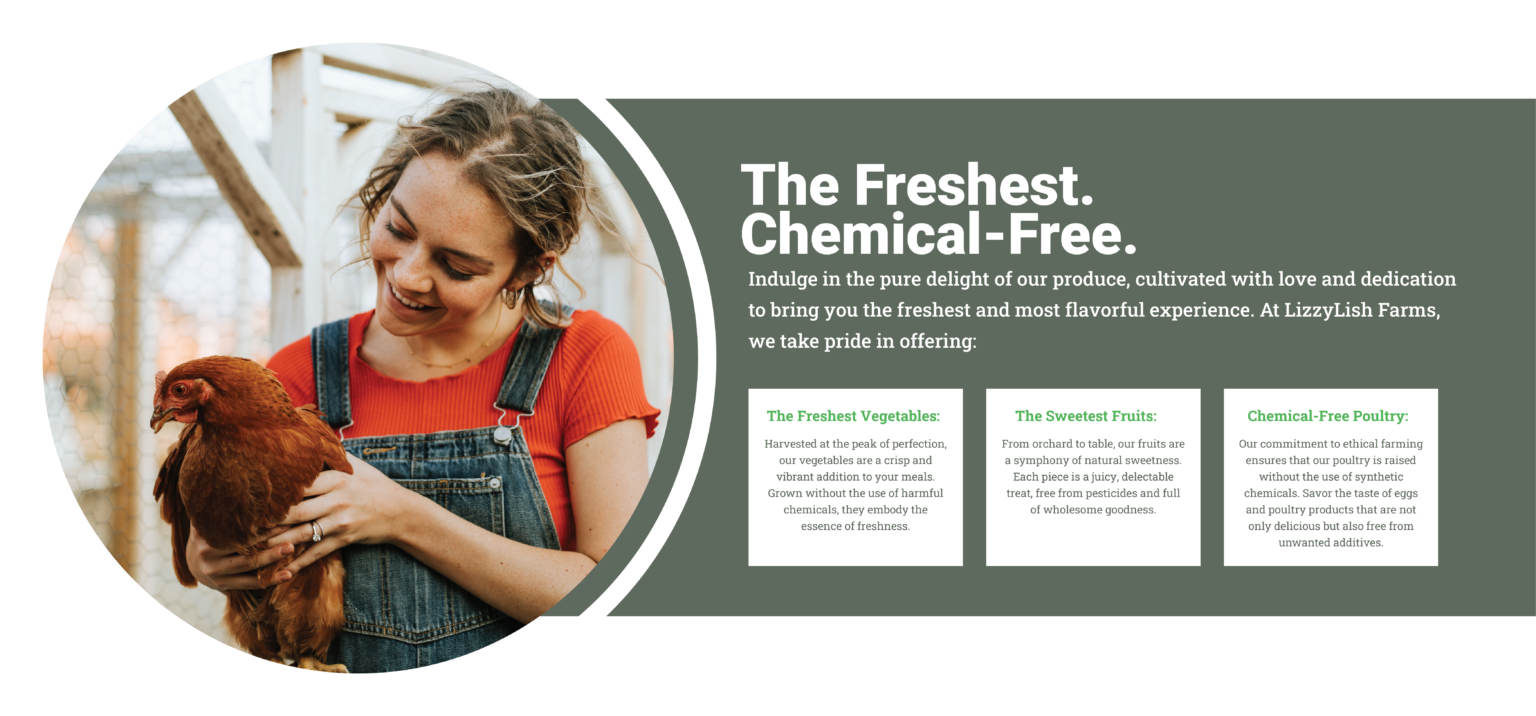 The Freshest.
Chemical-Free.
Indulge in the pure delight of our produce, cultivated with love and dedication
to bring you the freshest and most flavorful experience. At LizzyLish Farms,
we take pride in offering:
The Freshest Vegetables:
Harvested at the peak of perfection,
our vegetables are a crisp and
vibrant addition to your meals.
Grown without the use of harmful
chemicals, they embody the
essence of freshness.
The Sweetest Fruits:
From orchard to table, our fruits are
a symphony of natural sweetness.
Each piece is a juicy, delectable
treat, free from pesticides and full
of wholesome goodness.
Chemical-Free Poultry:
Our commitment to ethical farming
ensures that our poultry is raised
without the use of synthetic
chemicals. Savor the taste of eggs
and poultry products that are not
only delicious but also free from
unwanted additives.